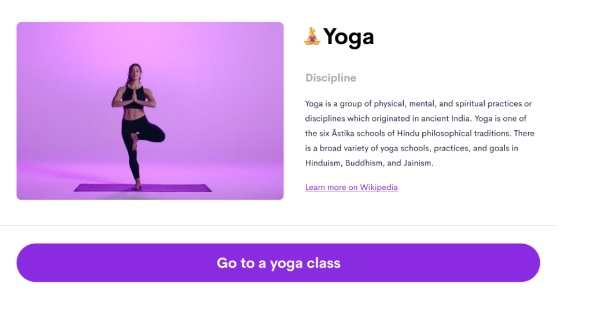 🧘Yoga
Discipline
Yoga is a group of physical, mental, and spiritual practices or
disciplines which originated in ancient India. Yoga is one of
the six Āstika schools of Hindu philosophical traditions. There
is a broad variety of yoga schools, practices, and goals in
Hinduism, Buddhism, and Jainism.
Learn more on Wikipedia
Go to a yoga class